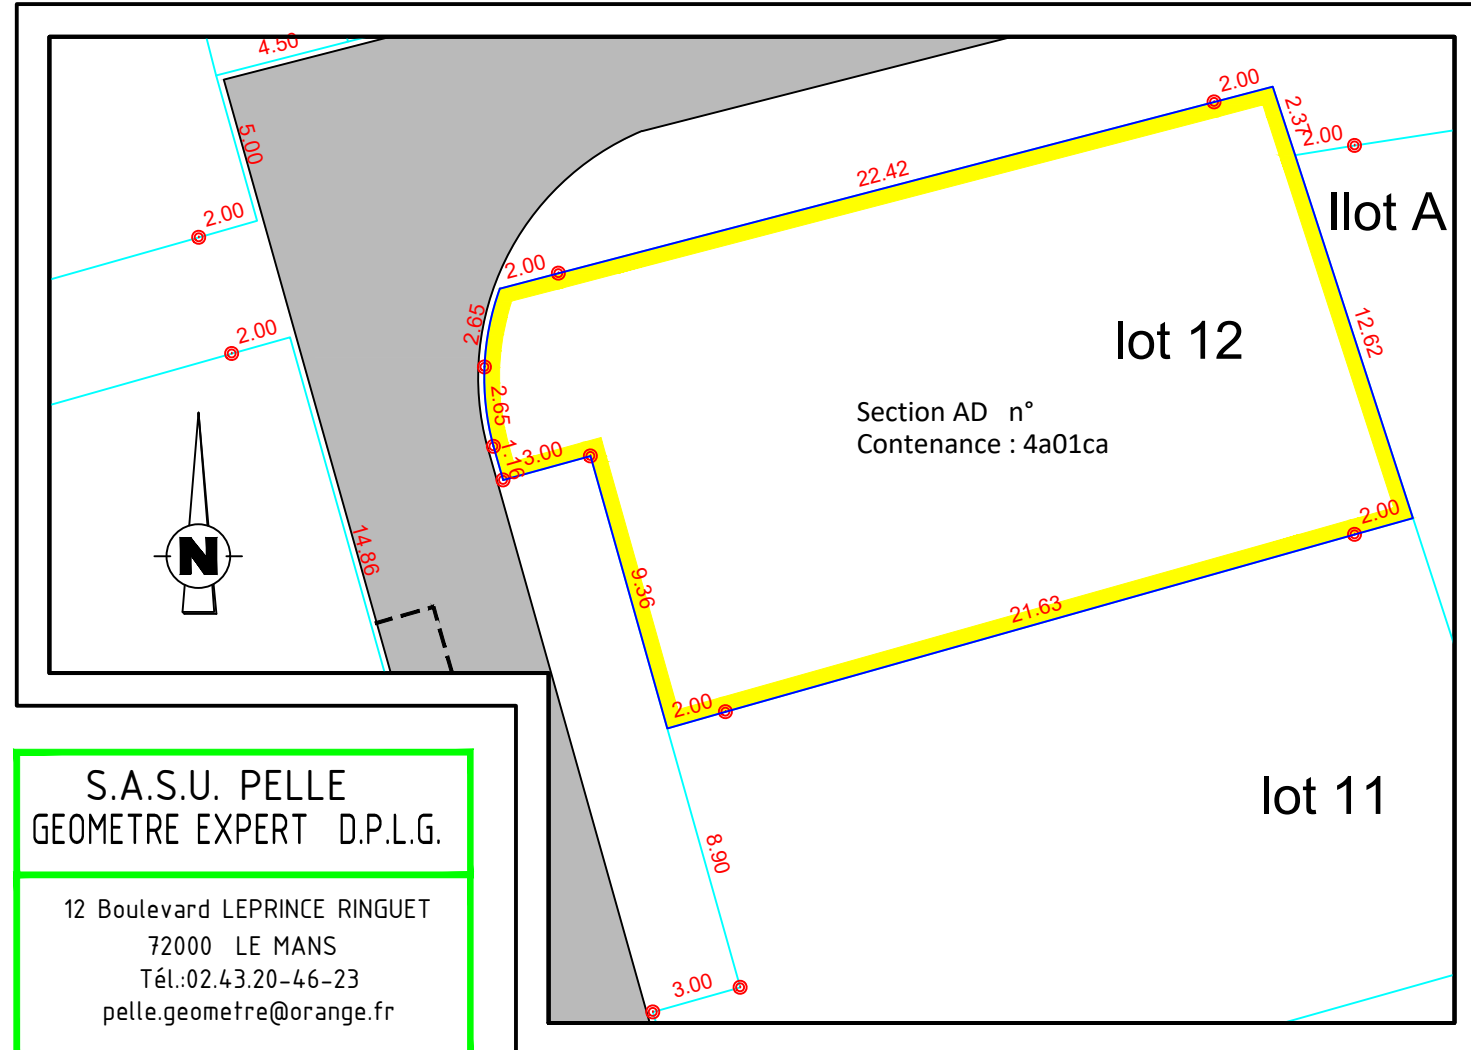 4.50
5.00
2.00
2.00
14.86
2.00
22.42
2.00
2.37
2.00
Ilot A
2.65
2.65
1.16
3.00
lot 12
12.62
Section AD n°
Contenance : 4a01ca
N
9.36
2.00
21.63
2.00
lot 11
8.90
3.00
S.A.S.U. PELLE
GEOMETRE EXPERT D.P.L.G.
12 Boulevard LEPRINCE RINGUET
72000 LE MANS
Tél.:02.43.20-46-23
pelle.geometre@orange.fr